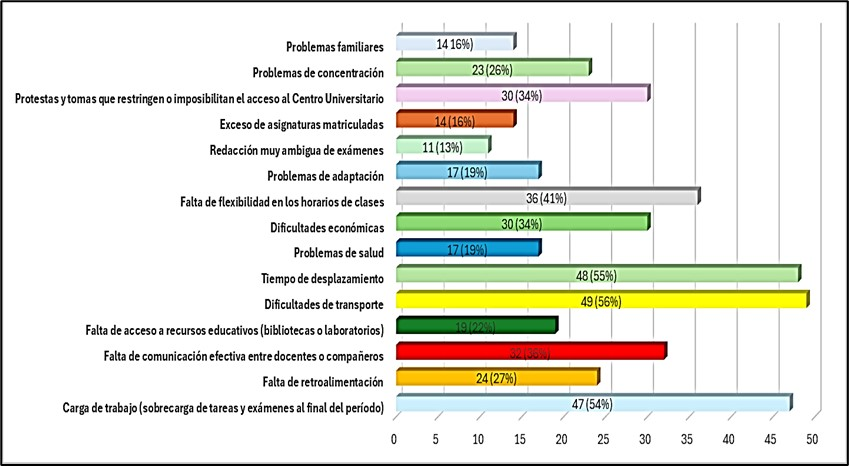 Problemas familiares 14 16%)
Problemas de concentración 23 (26%)
Protestas y tomas que restringen o imposibilitan el acceso al Centro Universitario 30 (34%)
Exceso de asignaturas matriculadas 14 (16%)
Redacción muy ambigua de exámenes 11 (13%)
Problemas de adaptación 17 (19%)
Falta de flexibilidad en los horarios de clases 36 (41%)
Dificultades económicas 30 (34%)
Problemas de salud 17 (19%)
Tiempo de desplazamiento 48 (55%)
Dificultades de transporte 49 (56%)
Falta de acceso a recursos educativos (bibliotecas o laboratorios) 19 (22%)
Falta de comunicación efectiva entre docentes o compañeros 32
Falta de retroalimentación 24 (27%)
Carga de trabajo (sobrecarga de tareas y exámenes al final del período) 47 (54%)
0 5 10 15 20 25 30 35 40 45 50